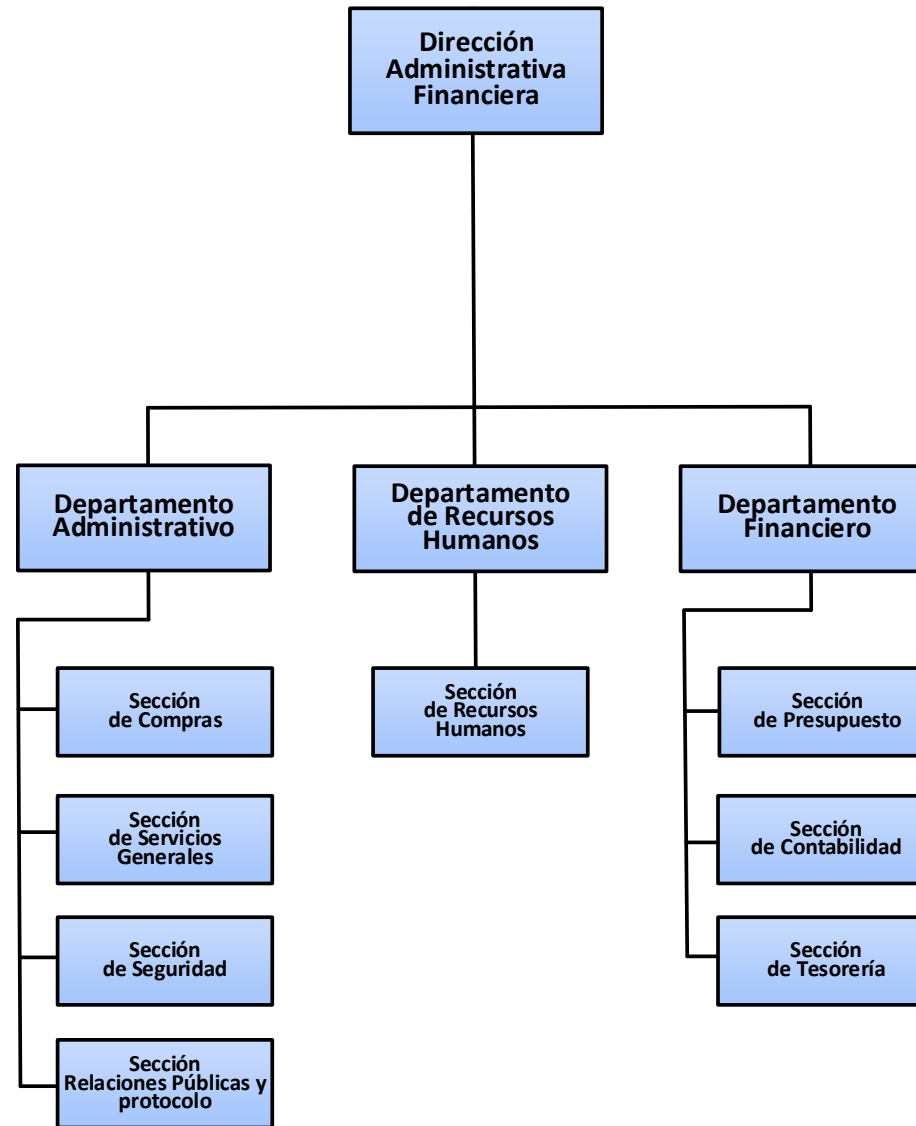 Dirección
Administrativa
Financiera
Departamento
Administrativo
Departamento
de Recursos
Humanos
Departamento
Financiero
Sección
de Compras
Sección
de Servicios
Generales
Sección
de Seguridad
Sección
Relaciones Públicas y
protocolo
Sección
de Recursos
Humanos
Sección
de Presupuesto
Sección
de Contabilidad
Sección
de Tesorería